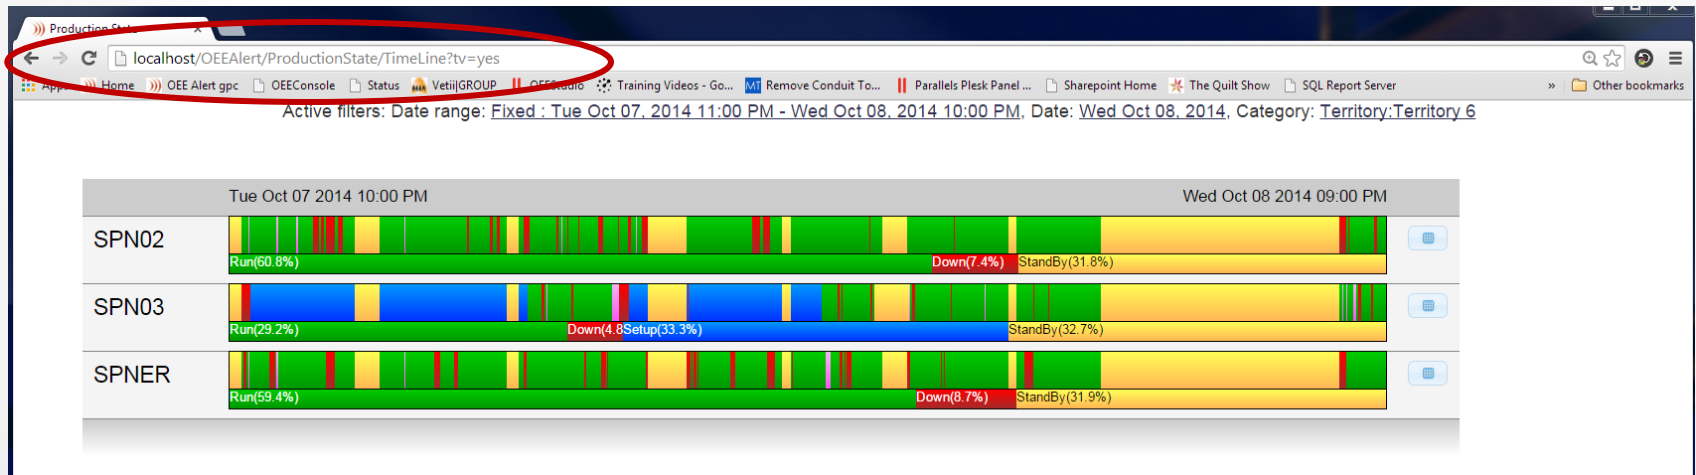 Production State ×
localhost/OEEAlert/ProductionState/TimeLine?tv=yes
Apps Home OEE Alert gpc OEEConsole Status Vetii|GROUP OEEStudio Training Videos - Go... MT Remove Conduit To... Parallels Plesk Panel ... Sharepoint Home The Quilt Show SQL Report Server » Other bookmarks
Active filters: Date range: Fixed : Tue Oct 07, 2014 11:00 PM - Wed Oct 08, 2014 10:00 PM, Date: Wed Oct 08, 2014, Category: Territory:Territory 6
Tue Oct 07 2014 10:00 PM Wed Oct 08 2014 09:00 PM
SPN02
Run(60.8%) Down(7.4%) StandBy(31.8%)
SPN03
Run(29.2%) Down(4.8 Setup(33.3%) StandBy(32.7%)
SPNER
Run(59.4%) Down(8.7%) StandBy(31.9%)